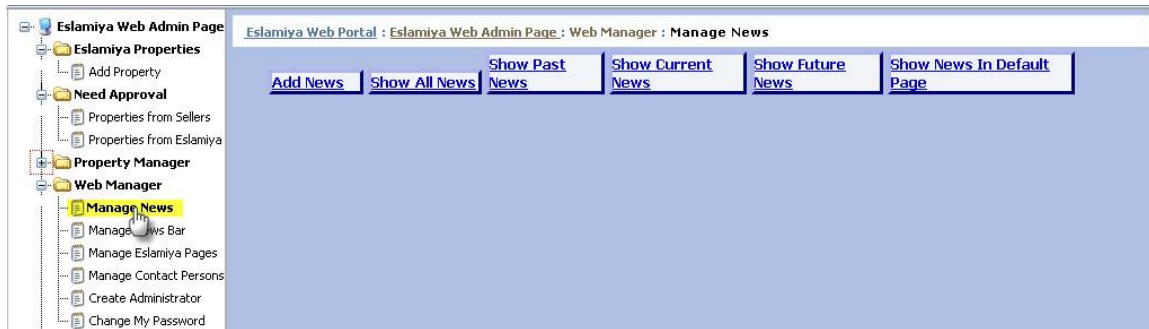 Eslamiya Web Admin Page
Eslamiya Properties
Add Property
Need Approval
Properties from Sellers
Properties from Eslamiya
Property Manager
Web Manager
Manage News
Manage News Bar
Manage Eslamiya Pages
Manage Contact Persons
Create Administrator
Change My Password
Eslamiya Web Portal : Eslamiya Web Admin Page : Web Manager : Manage News
Add News
Show All News
Show Past
News
Show Current
News
Show Future
News
Show News In Default
Page